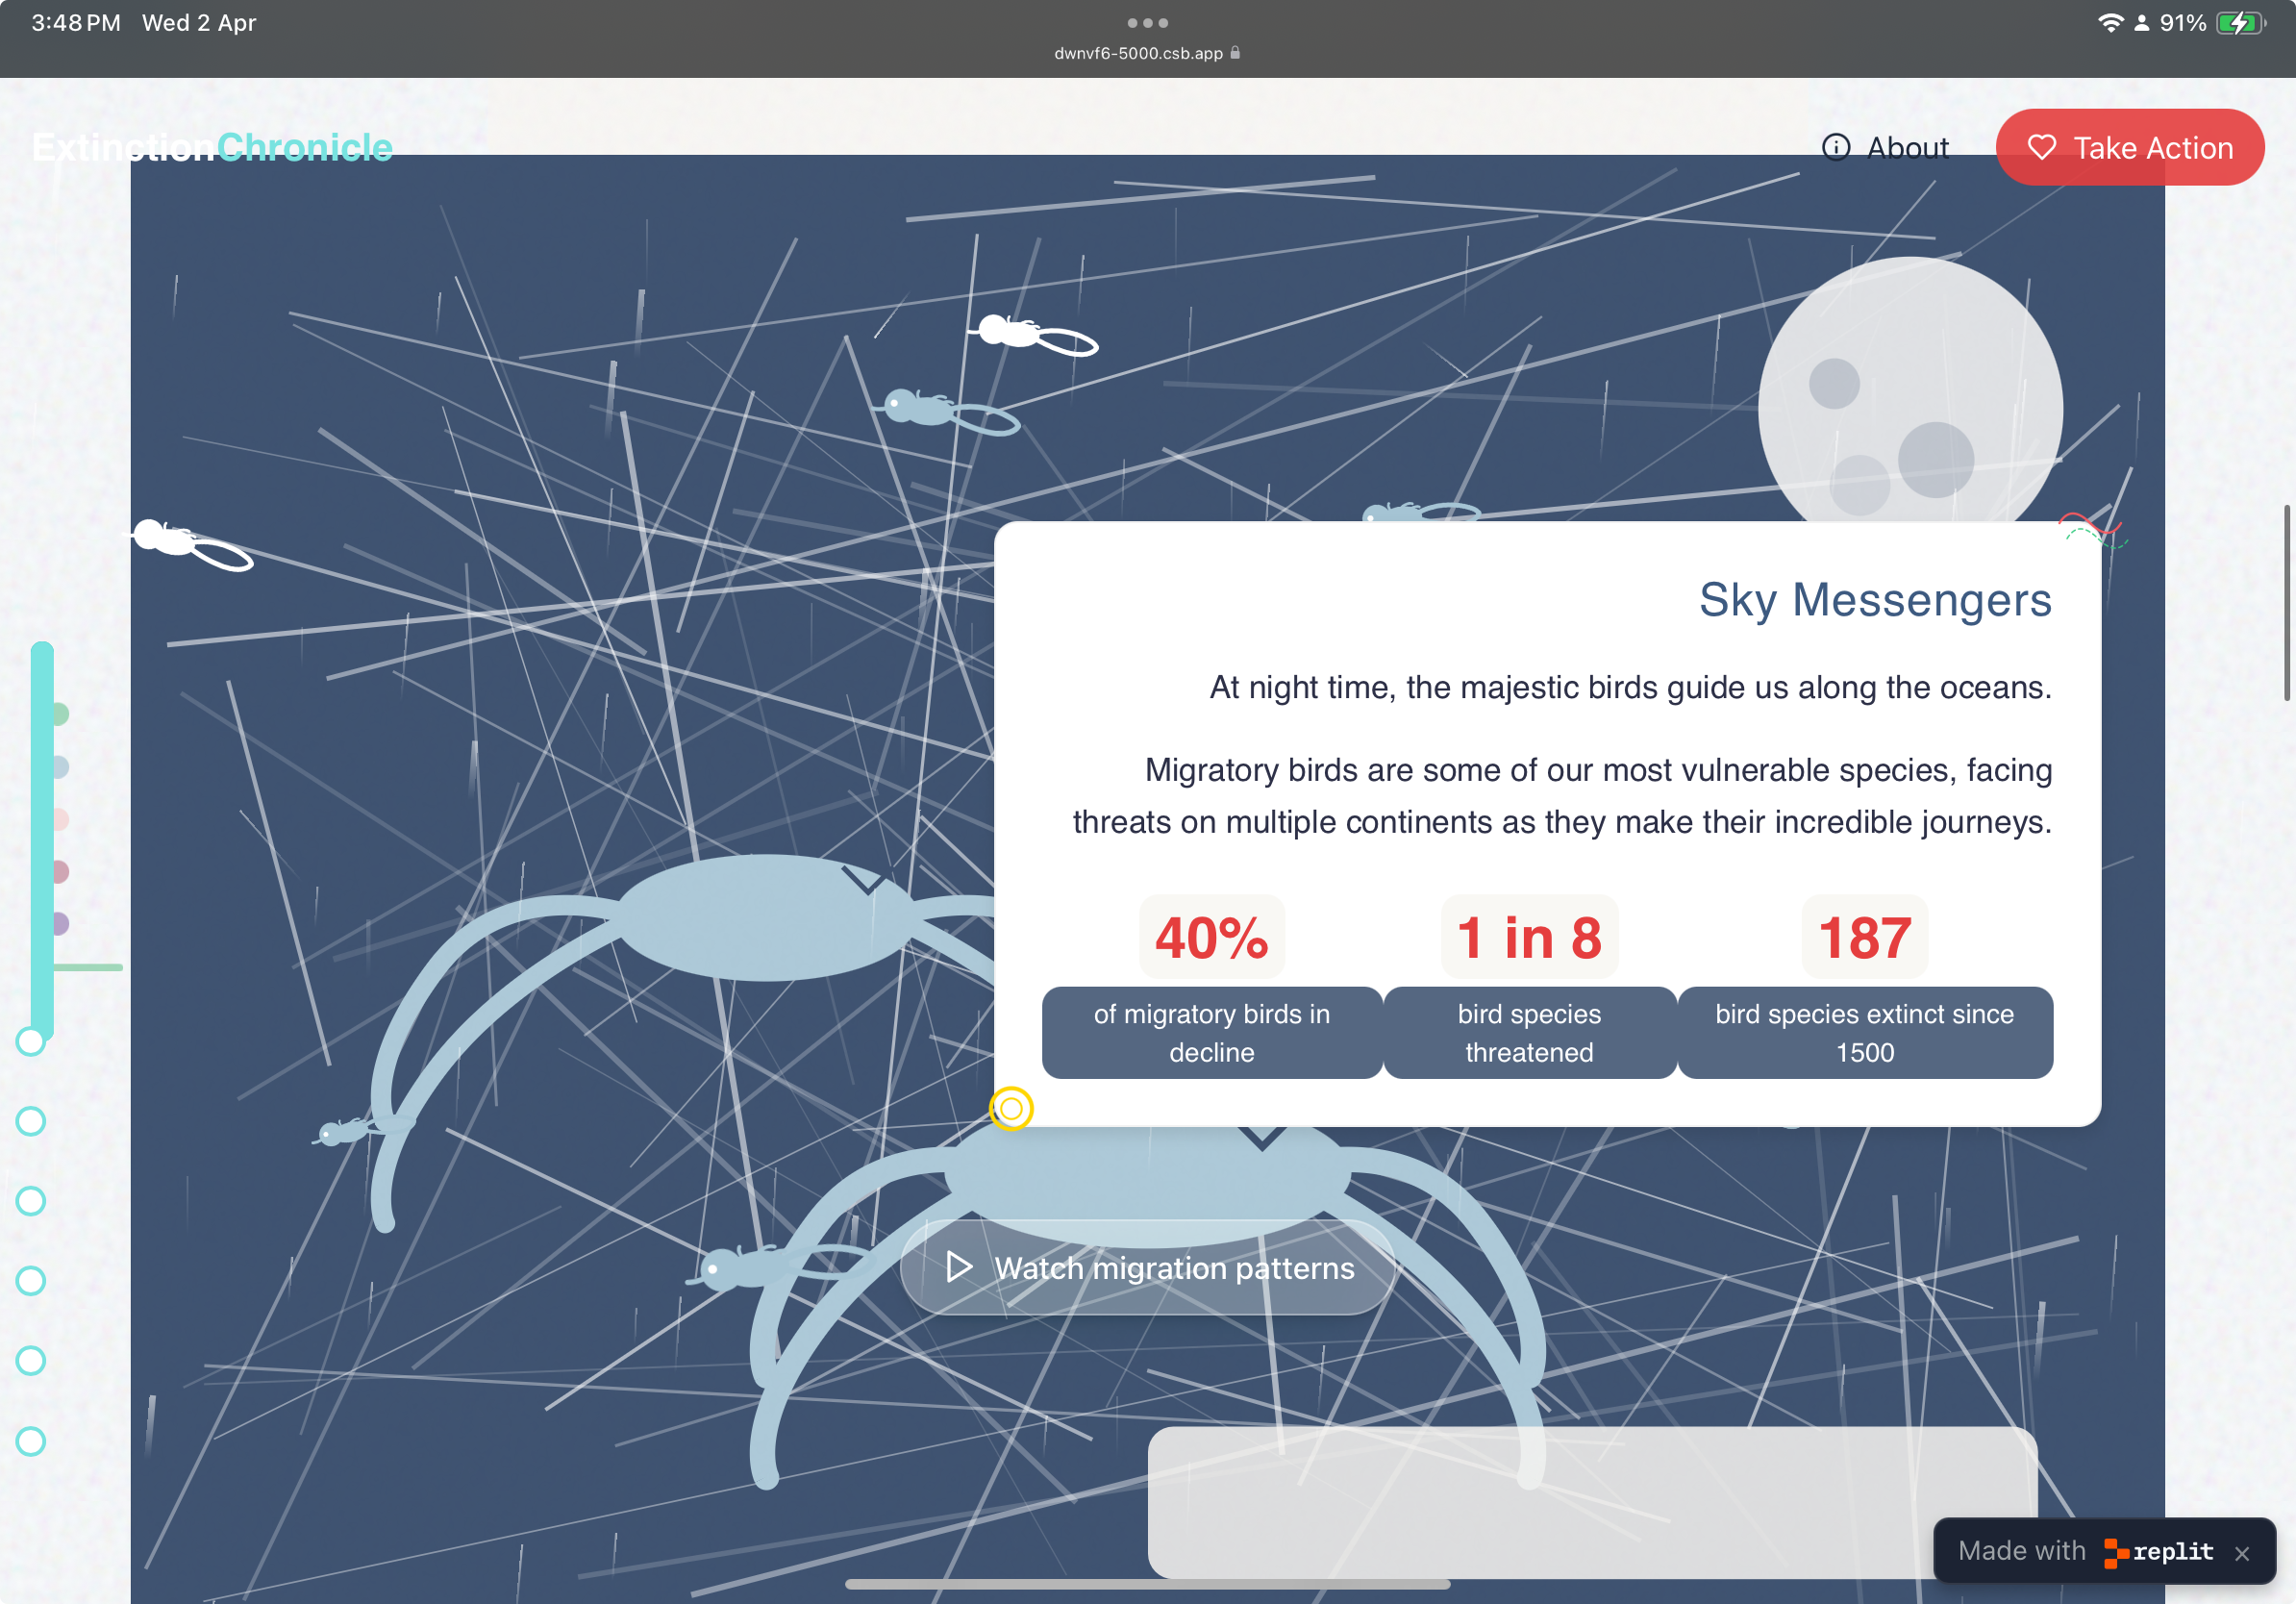 3:48 PM Wed 2 Apr
91%
dwnvf6-5000.csb.app
ExtinctionChronicle
About
Take Action
Sky Messengers
At night time, the majestic birds guide us along the oceans.
Migratory birds are some of our most vulnerable species, facing
threats on multiple continents as they make their incredible journeys.
40%
of migratory birds in
decline
1 in 8
bird species
threatened
187
bird species extinct since
1500
Watch migration patterns
Made with replit